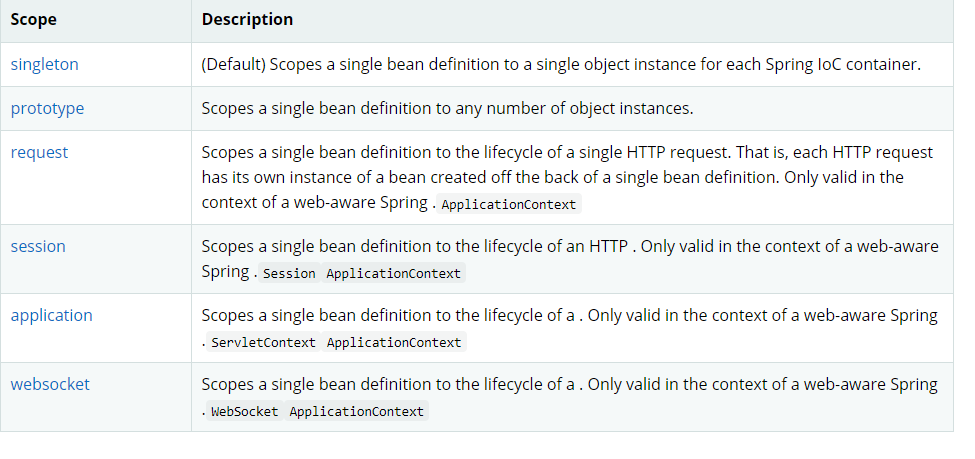 Scope Description
singleton (Default) Scopes a single bean definition to a single object instance for each Spring IoC container.
prototype Scopes a single bean definition to any number of object instances.
request Scopes a single bean definition to the lifecycle of a single HTTP request. That is, each HTTP request
has its own instance of a bean created off the back of a single bean definition. Only valid in the
context of a web-aware Spring . ApplicationContext
session Scopes a single bean definition to the lifecycle of an HTTP . Only valid in the context of a web-aware
Spring . Session ApplicationContext
application Scopes a single bean definition to the lifecycle of a . Only valid in the context of a web-aware Spring
. ServletContext ApplicationContext
websocket Scopes a single bean definition to the lifecycle of a . Only valid in the context of a web-aware Spring
. WebSocket ApplicationContext